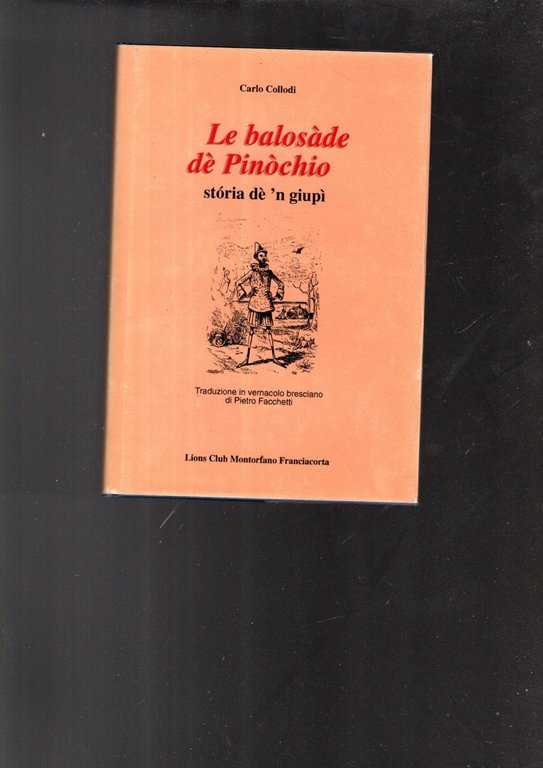 Carlo Collodi
Le balosàde
dè Pinòchio
stória dè 'n giupì
Traduzione in vernacolo bresciano
di Pietro Facchetti
Lions Club Montorfano Franciacorta